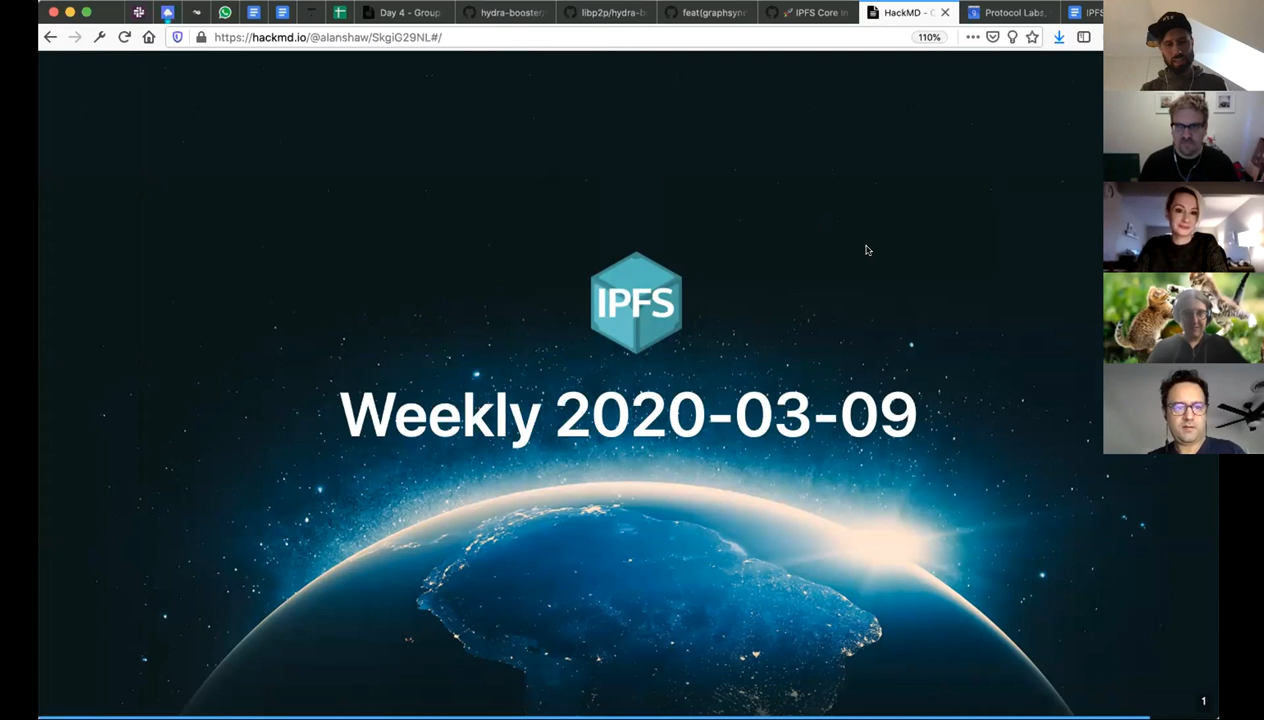 Day 4 - Group
hydra-booster
libp2p/hydra-b
feat(graphsync
IPFS Core In
HackMD - C
Protocol Labs,
IPFS
https://hackmd.io/@alanshaw/SkgiG29NL#/
110%
IPFS
Weekly 2020-03-09
1